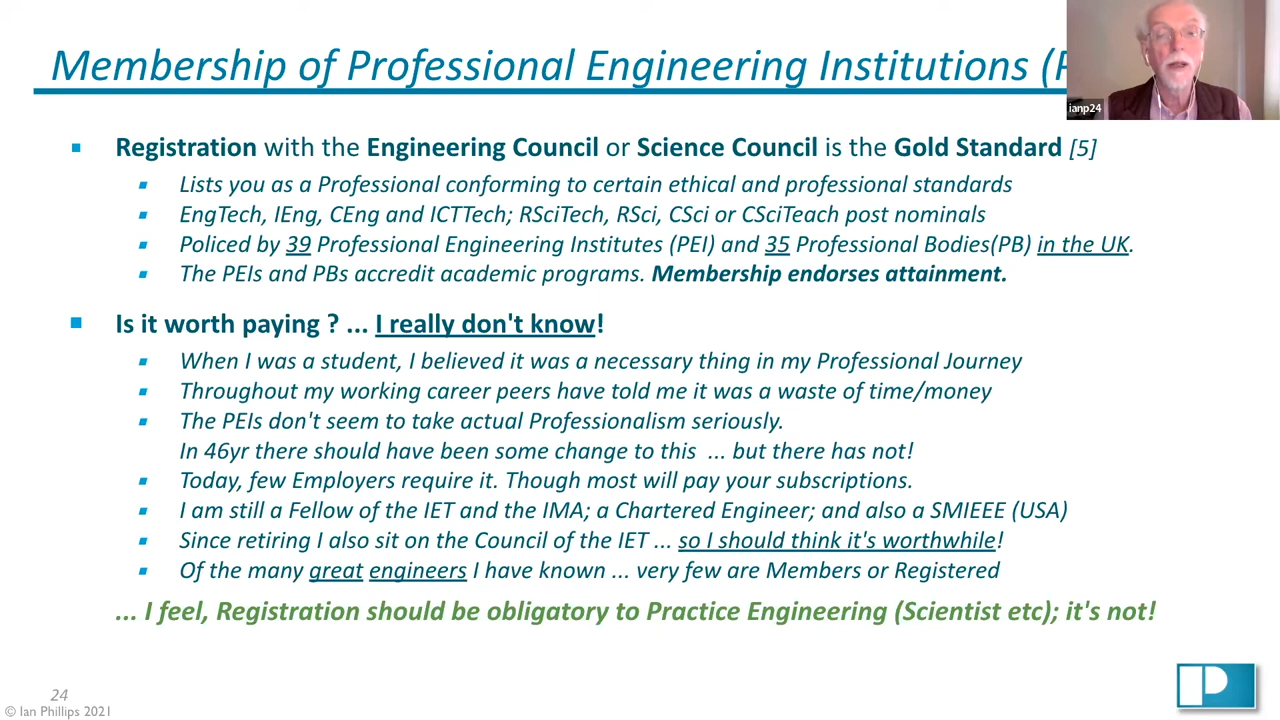 Membership of Professional Engineering Institutions (
ianp24
Registration with the Engineering Council or Science Council is the Gold Standard [5]
Lists you as a Professional conforming to certain ethical and professional standards
EngTech, IEng, CEng and ICTTech; RSciTech, RSci, CSci or CSciTeach post nominals
Policed by 39 Professional Engineering Institutes (PEI) and 35 Professional Bodies(PB) in the UK.
The PEIs and PBs accredit academic programs. Membership endorses attainment.
Is it worth paying ? ... I really don't know!
When I was a student, I believed it was a necessary thing in my Professional Journey
Throughout my working career peers have told me it was a waste of time/money
The PEIs don't seem to take actual Professionalism seriously.
In 46yr there should have been some change to this ... but there has not!
Today, few Employers require it. Though most will pay your subscriptions.
I am still a Fellow of the IET and the IMA; a Chartered Engineer; and also a SMIEEE (USA)
Since retiring I also sit on the Council of the IET ... so I should think it's worthwhile!
Of the many great engineers I have known ... very few are Members or Registered
... I feel, Registration should be obligatory to Practice Engineering (Scientist etc); it's not!
24
© Ian Phillips 2021
P